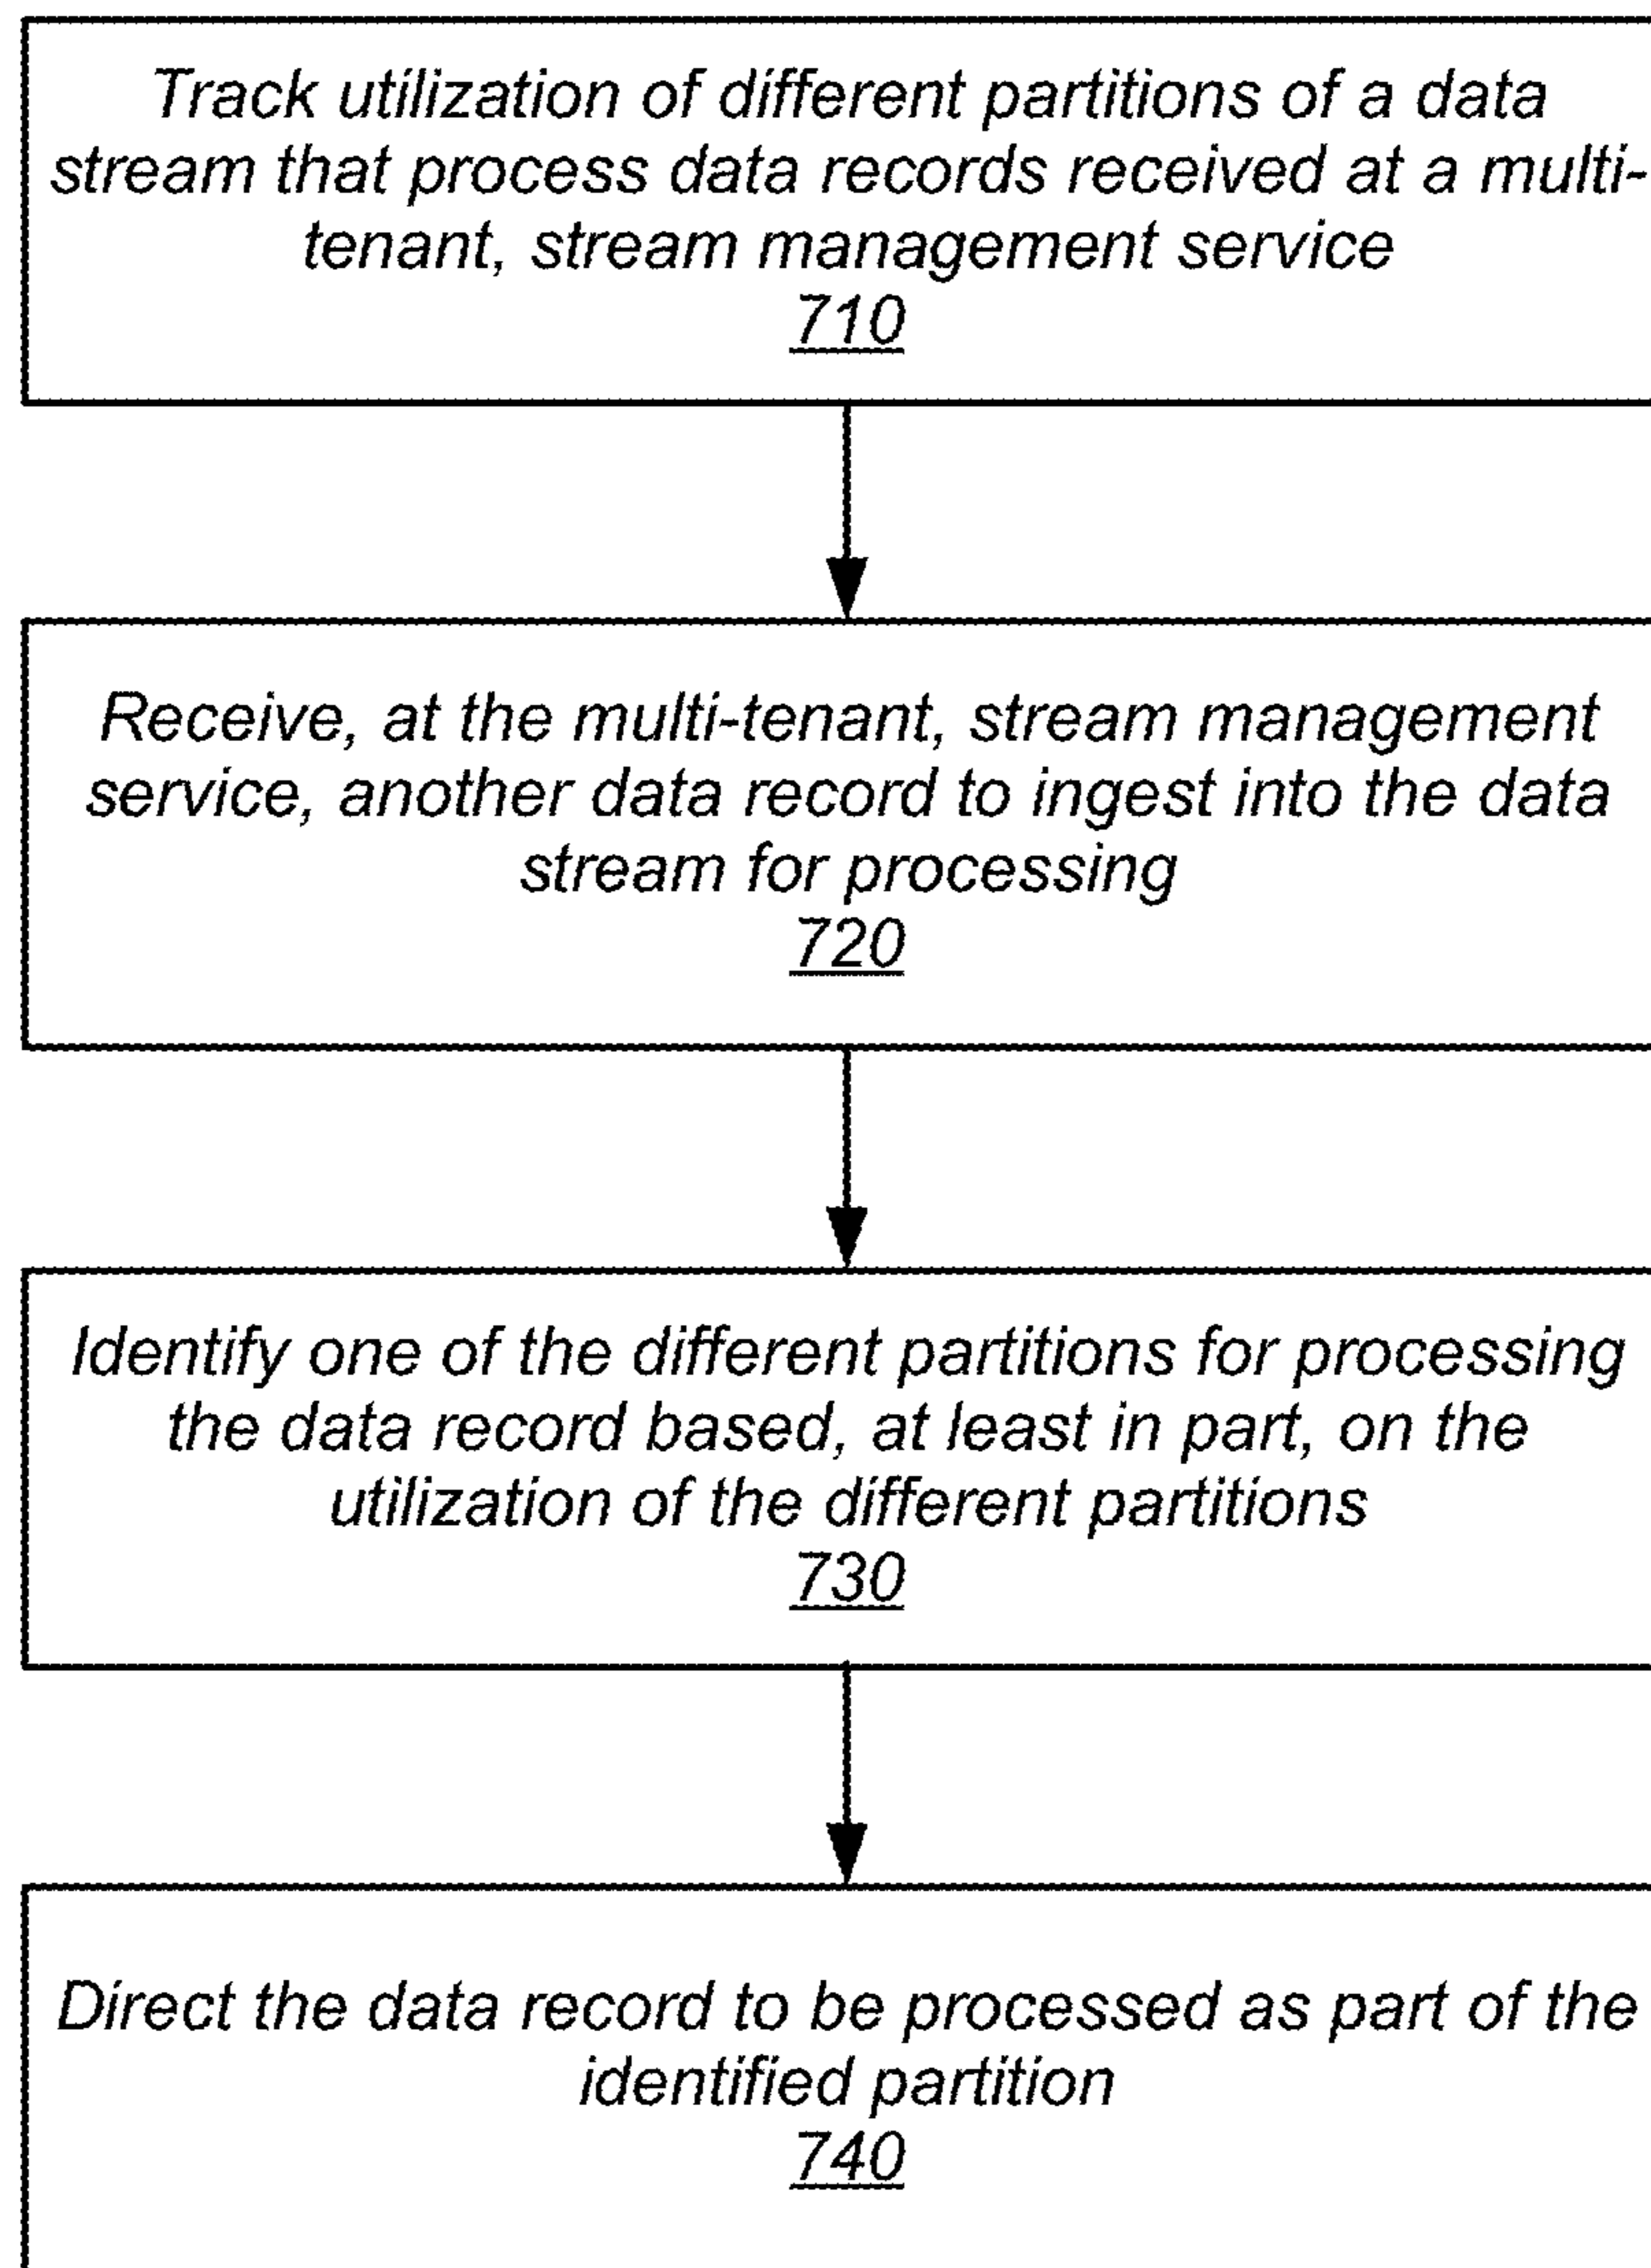 Track utilization of different partitions of a data
stream that process data records received at a multi-
tenant, stream management service
710
Receive, at the multi-tenant, stream management
service, another data record to ingest into the data
stream for processing
720
Identify one of the different partitions for processing
the data record based, at least in part, on the
utilization of the different partitions
730
Direct the data record to be processed as part of the
identified partition
740